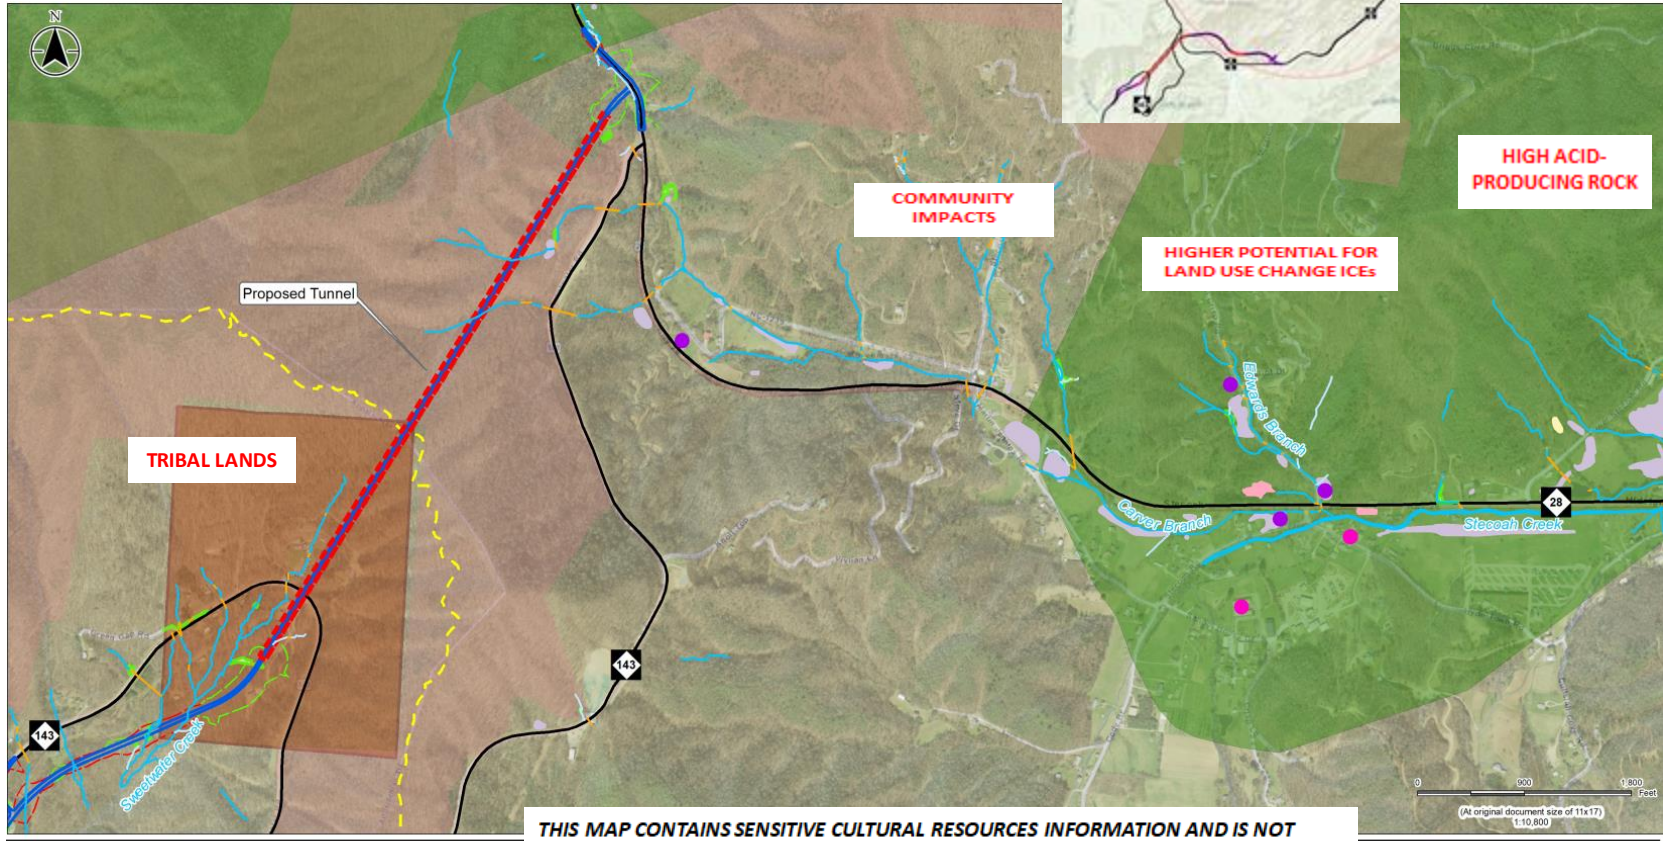 N
HIGH ACID-
PRODUCING ROCK
COMMUNITY
IMPACTS
HIGHER POTENTIAL FOR
LAND USE CHANGE ICEs
Proposed Tunnel
TRIBAL LANDS
Edwards Branch
28
Carver Branch
Stecoah Creek
143
143
Sweetwater Creek
0 900 1,800
Feet
(At original document size of 11x17)
1:10,800
THIS MAP CONTAINS SENSITIVE CULTURAL RESOURCES INFORMATION AND IS NOT